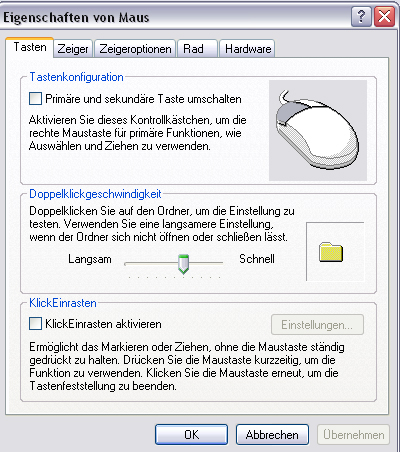 Eigenschaften von Maus
Tasten Zeiger Zeigeroptionen Rad Hardware
Tastenkonfiguration
Primäre und sekundäre Taste umschalten
Aktivieren Sie dieses Kontrollkästchen, um die
rechte Maustaste für primäre Funktionen, wie
Auswählen und Ziehen zu verwenden.
Doppelklickgeschwindigkeit
Doppelklicken Sie auf den Ordner, um die Einstellung zu
testen. Verwenden Sie eine langsamere Einstellung,
wenn der Ordner sich nicht öffnen oder schließen lässt.
Langsam Schnell
KlickEinrasten
KlickEinrasten aktivieren Einstellungen...
Ermöglicht das Markieren oder Ziehen, ohne die Maustaste ständig
gedrückt zu halten. Drücken Sie die Maustaste kurzzeitig, um die
Funktion zu verwenden. Klicken Sie die Maustaste erneut, um die
Tastenfeststellung zu beenden.
OK Abbrechen Übernehmen